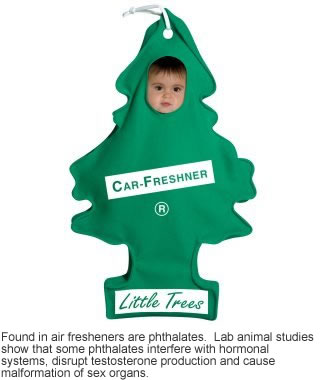 CAR-FRESHNER
®
Little Trees
Found in air fresheners are phthalates.  Lab animal studies
show that some phthalates interfere with hormonal
systems, disrupt testosterone production and cause
malformation of sex organs.